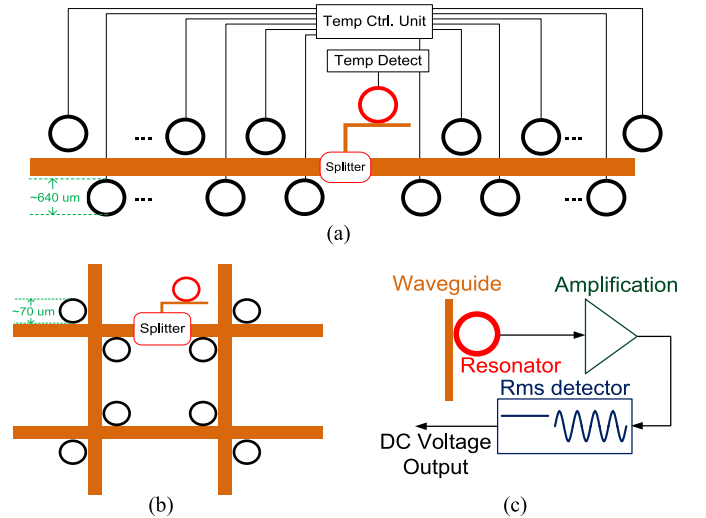 Temp Ctrl. Unit
Temp Detect
Splitter
~640 um
(a)
~70 um
Splitter
(b)
Waveguide
Amplification
Resonator
Rms detector
DC Voltage
Output
(c)